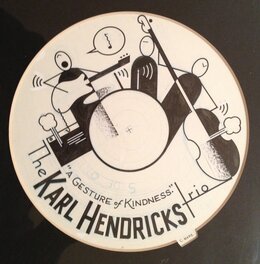 "A GESTURE of KINDNESS."
The KARL HENDRICKS Trio